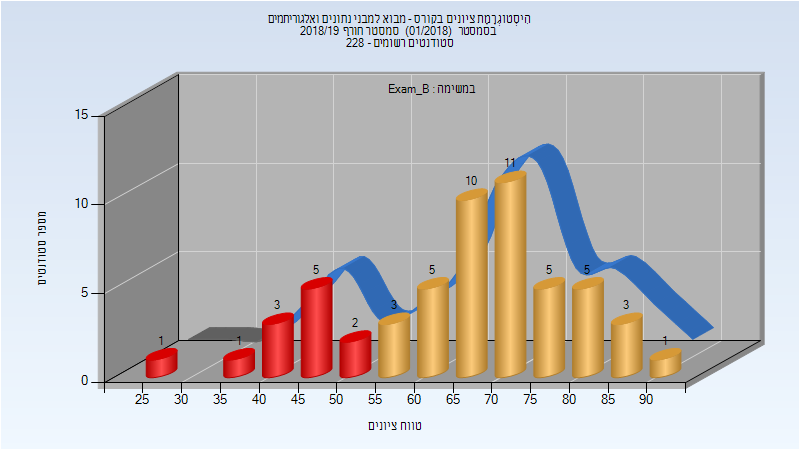 הִיסְטוֹגְרָמַת ציונים בקורס - מבוא למבני נתונים ואלגוריתמים
בסמסטר (01/2018) סמסטר חורף 2018/19
סטודנטים רשומים - 228
במשימה : Exam_B
מספר סטודנטים
15
10
5
0
1
1
3
5
2
3
5
10
11
5
5
3
1
25 30 35 40 45 50 55 60 65 70 75 80 85 90
טווח ציונים